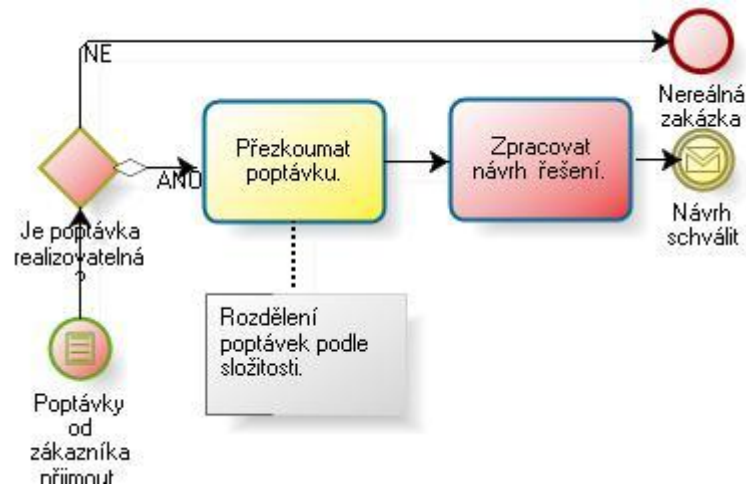 NE
Nereálná
zakázka
Je poptávka
realizovatelná
?
ANO
Přezkoumat
poptávku.
Zpracovat
návrh řešení.
Návrh
schválit
Rozdělení
poptávek podle
složitosti.
Poptávky
od
zákazníka
přijmout